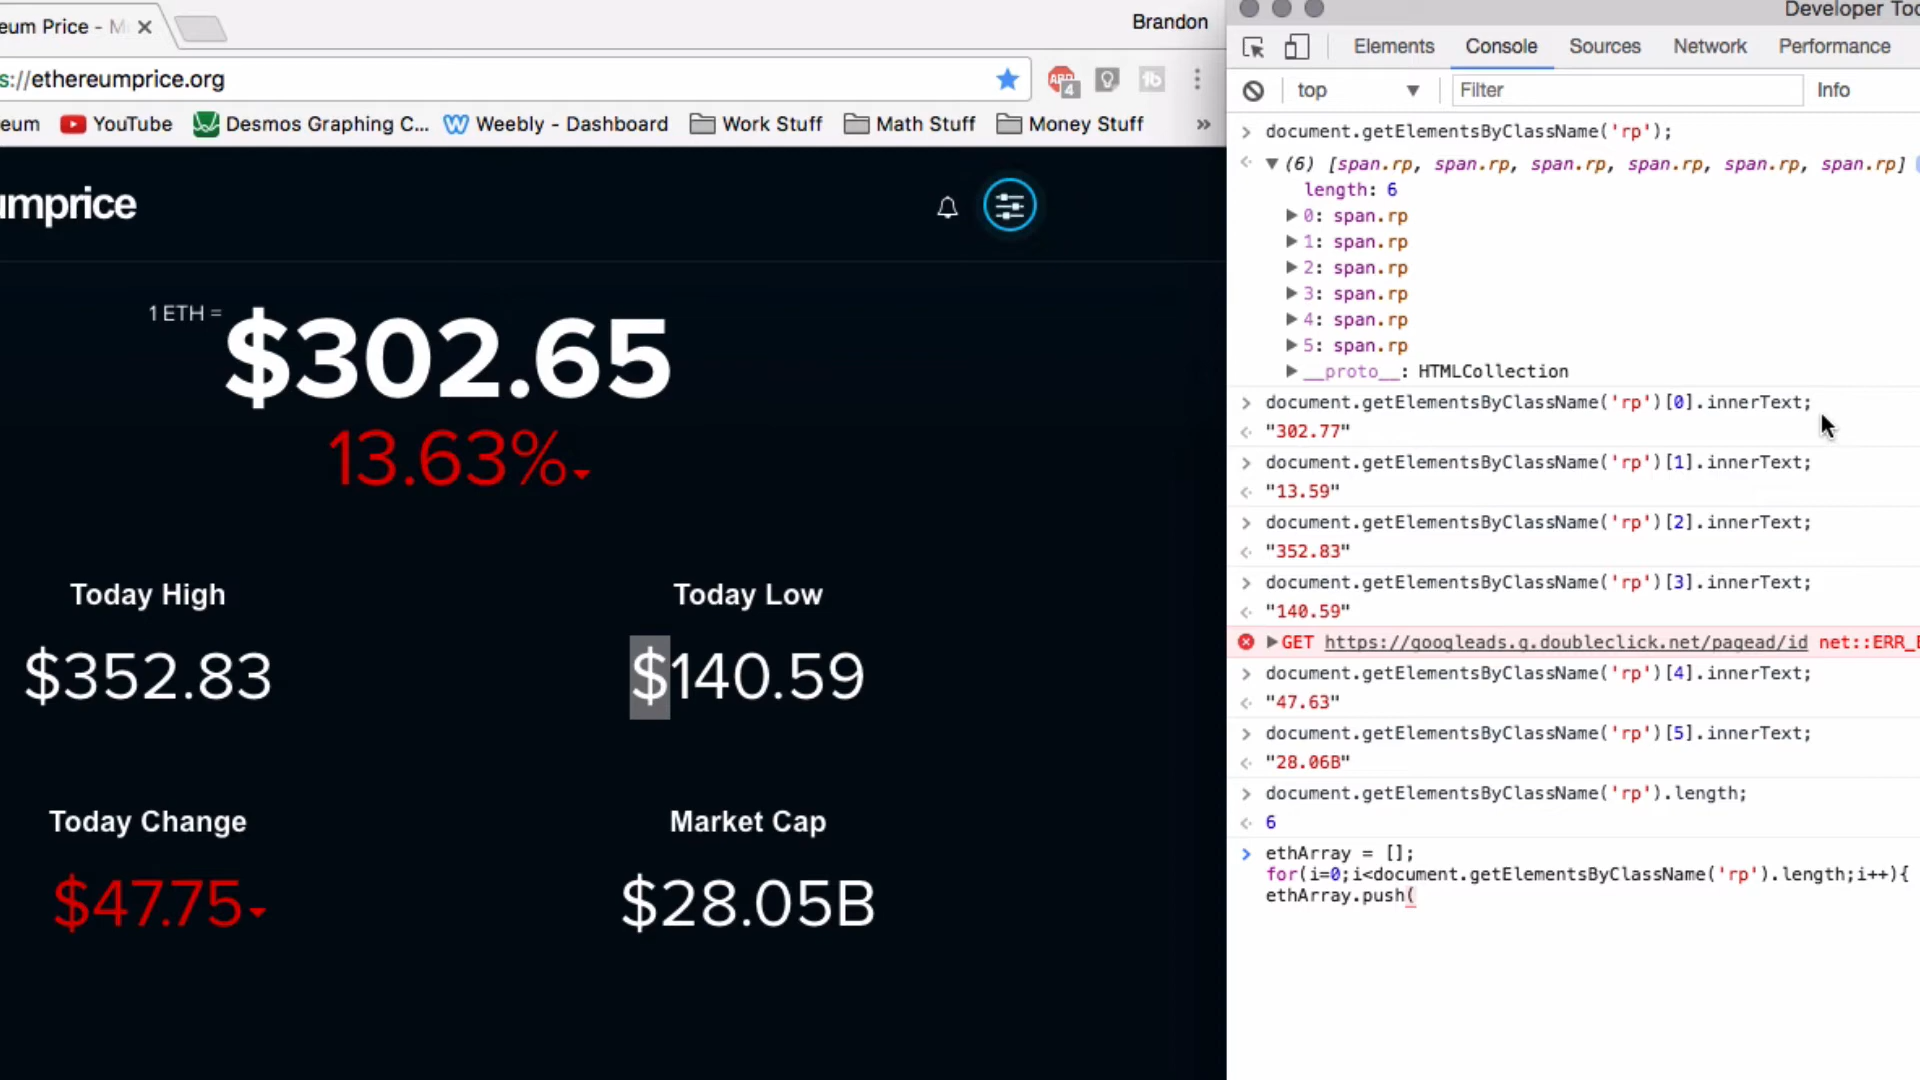 eum Price - M
Brandon
s://ethereumprice.org
ABP
4
tb
eum
YouTube
Desmos Graphing C...
Weebly - Dashboard
Work Stuff
Math Stuff
Money Stuff
»
umprice
1 ETH =
$302.65
13.63%
Today High
Today Low
$352.83
$140.59
Today Change
Market Cap
$47.75
$28.05B
Developer Too
Elements Console Sources Network Performance
top
Filter
Info
> document.getElementsByClassName('rp');
(6) [span.rp, span.rp, span.rp, span.rp, span.rp, span.rp]
length: 6
0: span.rp
1: span.rp
2: span.rp
3: span.rp
4: span.rp
5: span.rp
__proto__: HTMLCollection
> document.getElementsByClassName('rp')[0].innerText;
"302.77"
> document.getElementsByClassName('rp')[1].innerText;
"13.59"
> document.getElementsByClassName('rp')[2].innerText;
"352.83"
> document.getElementsByClassName('rp')[3].innerText;
"140.59"
GET https://googleads.g.doubleclick.net/pagead/id net::ERR_
> document.getElementsByClassName('rp')[4].innerText;
"47.63"
> document.getElementsByClassName('rp')[5].innerText;
"28.06B"
> document.getElementsByClassName('rp').length;
6
> ethArray = [];
for(i=0;i<document.getElementsByClassName('rp').length;i++){
ethArray.push(